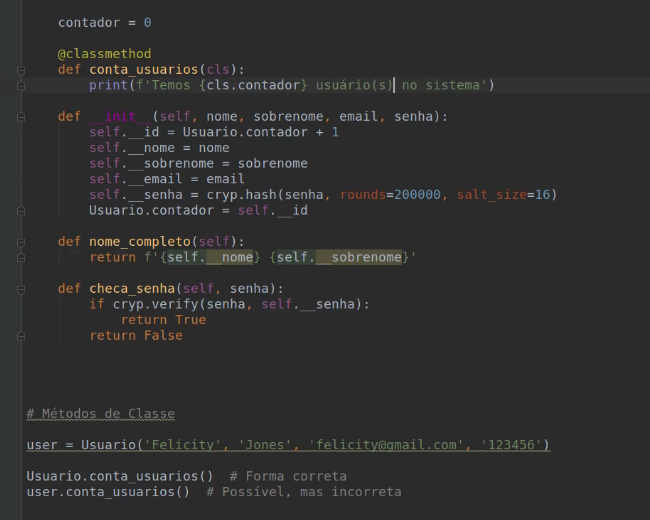 contador = 0
@classmethod
def conta_usuarios(cls):
print(f'Temos {cls.contador} usuário(s) no sistema')
def __init__(self, nome, sobrenome, email, senha):
self.__id = Usuario.contador + 1
self.__nome = nome
self.__sobrenome = sobrenome
self.__email = email
self.__senha = cryp.hash(senha, rounds=200000, salt_size=16)
Usuario.contador = self.__id
def nome_completo(self):
return f'{self.__nome} {self.__sobrenome}'
def checa_senha(self, senha):
if cryp.verify(senha, self.__senha):
return True
return False
# Métodos de Classe
user = Usuario('Felicity', 'Jones', 'felicity@gmail.com', '123456')
Usuario.conta_usuarios()  # Forma correta
user.conta_usuarios()  # Possível, mas incorreta